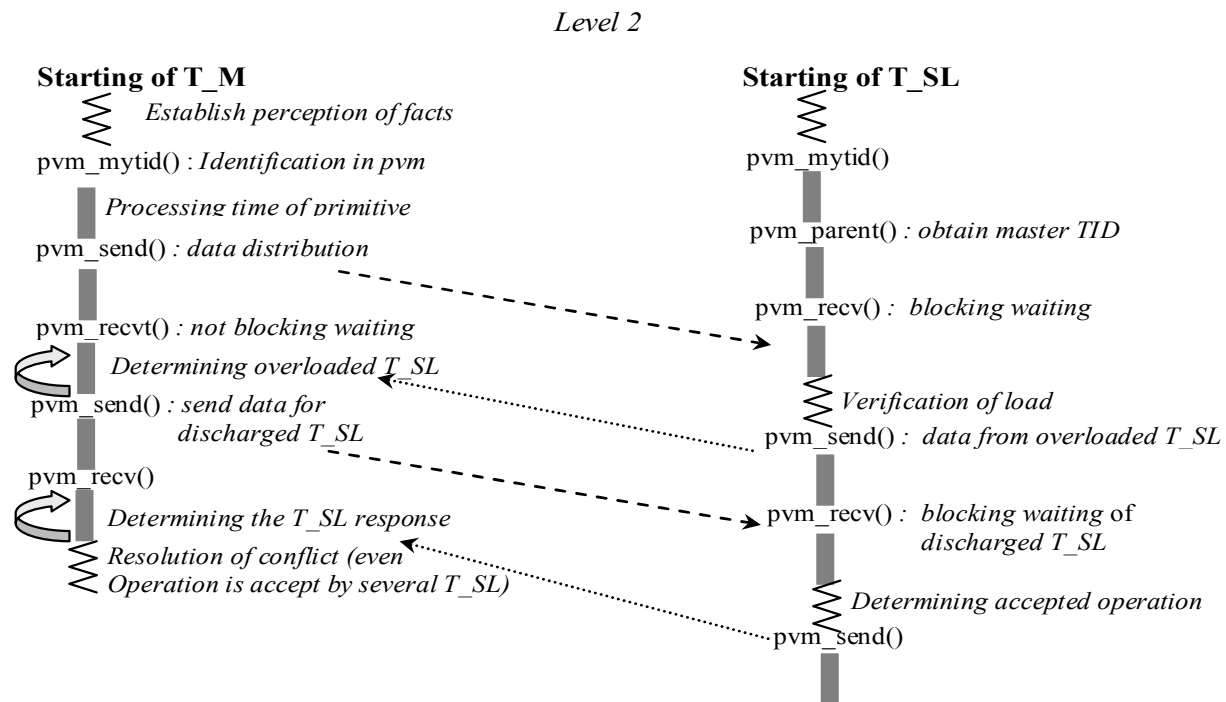 Level 2
Starting of T_M
Establish perception of facts
pvm_mytid() : Identification in pvm
Processing time of primitive
pvm_send() : data distribution
pvm_recvt() : not blocking waiting
Determining overloaded T_SL
pvm_send() : send data for
discharged T_SL
pvm_recv()
Determining the T_SL response
Resolution of conflict (even
Operation is accept by several T_SL)
Starting of T_SL
pvm_mytid()
pvm_parent() : obtain master TID
pvm_recv() : blocking waiting
Verification of load
pvm_send() : data from overloaded T_SL
pvm_recv() : blocking waiting of
discharged T_SL
Determining accepted operation
pvm_send()